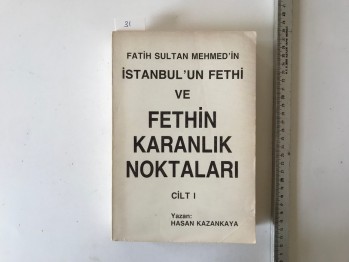 31
FATİH SULTAN MEHMED'İN
İSTANBUL'UN FETHİ
VE
FETHİN
KARANLIK
NOKTALARI
CİLT I
Yazan:
HASAN KAZANKAYA